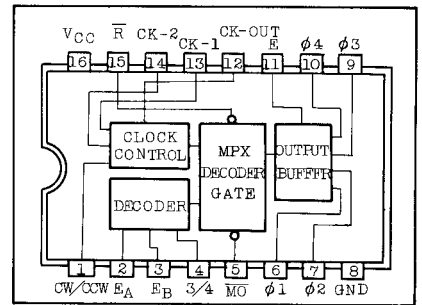 VCC R̅ CK-2 CK-1 CK-OUT E̅ ϕ4 ϕ3
16 15 14 13 12 11 10 9
CLOCK CONTROL
MPX DECODER GATE
OUTPUT BUFFFR
DECODER
1 2 3 4 5 6 7 8
CW/CCW EA EB 3/4 M̅O̅ ϕ1 ϕ2 GND